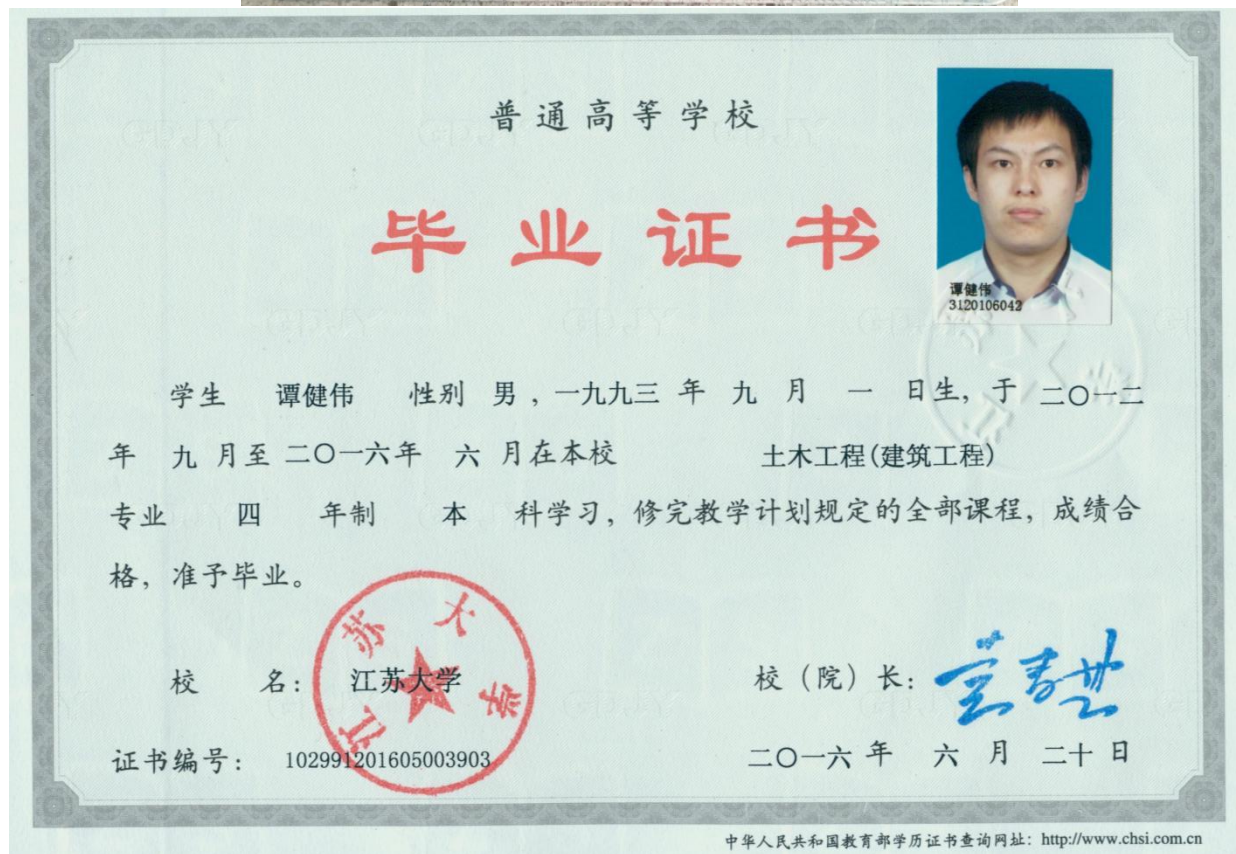 普通高等学校
毕业证书
谭健伟
3120106042
学生 谭健伟 性别 男，一九九三 年 九 月 一 日生，于 二〇一二
年 九 月至 二〇一六年 六 月在本校 土木工程(建筑工程)
专业 四 年制 本 科学习，修完教学计划规定的全部课程，成绩合
格，准予毕业。
江苏大学
校 名： 江苏大学 校（院）长：
证书编号： 102991201605003903 二〇一六 年 六 月 二十 日
中华人民共和国教育部学历证书查询网址：http://www.chsi.com.cn